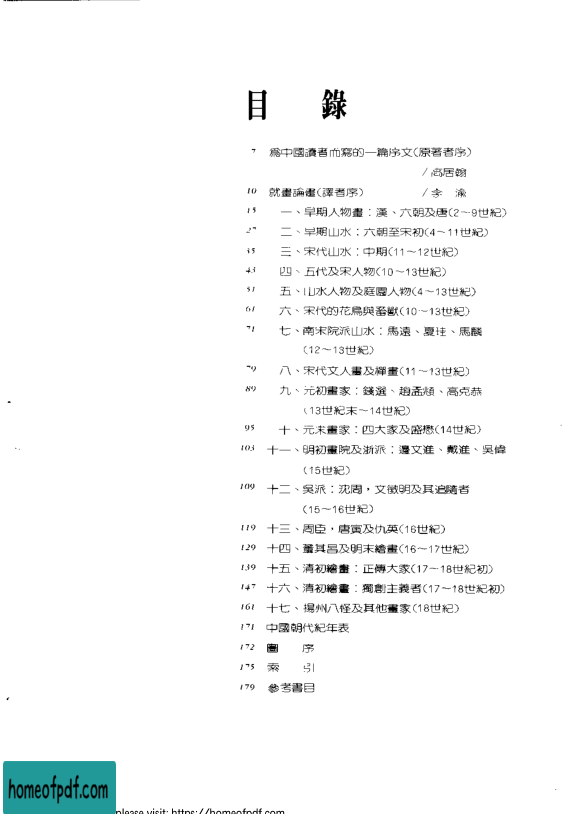 目 錄
7 爲中國讀者而寫的一篇序文(原著者序)
/高居翰
10 就畫論畫(譯者序) /李 渝
15 一、早期人物畫：漢、六朝及唐(2～9世紀)
27 二、早期山水：六朝至宋初(4～11世紀)
35 三、宋代山水：中期(11～12世紀)
43 四、五代及宋人物(10～13世紀)
51 五、山水人物及庭園人物(4～13世紀)
61 六、宋代的花鳥與畜獸(10～13世紀)
71 七、南宋院派山水：馬遠、夏珪、馬麟
(12～13世紀)
79 八、宋代文人畫及禪畫(11～13世紀)
89 九、元初畫家：錢選、趙孟頫、高克恭
(13世紀末～14世紀)
95 十、元末畫家：四大家及盛懋(14世紀)
103 十一、明初畫院及浙派：邊文進、戴進、吳偉
(15世紀)
109 十二、吳派：沈周，文徵明及其追隨者
(15～16世紀)
119 十三、周臣，唐寅及仇英(16世紀)
129 十四、董其昌及明末繪畫(16～17世紀)
139 十五、清初繪畫：正傳大家(17～18世紀初)
147 十六、清初繪畫：獨創主義者(17～18世紀初)
161 十七、揚州八怪及其他畫家(18世紀)
171 中國朝代紀年表
172 圖 序
175 索 引
179 參考書目
homeofpdf.com
please visit: https://homeofpdf.com